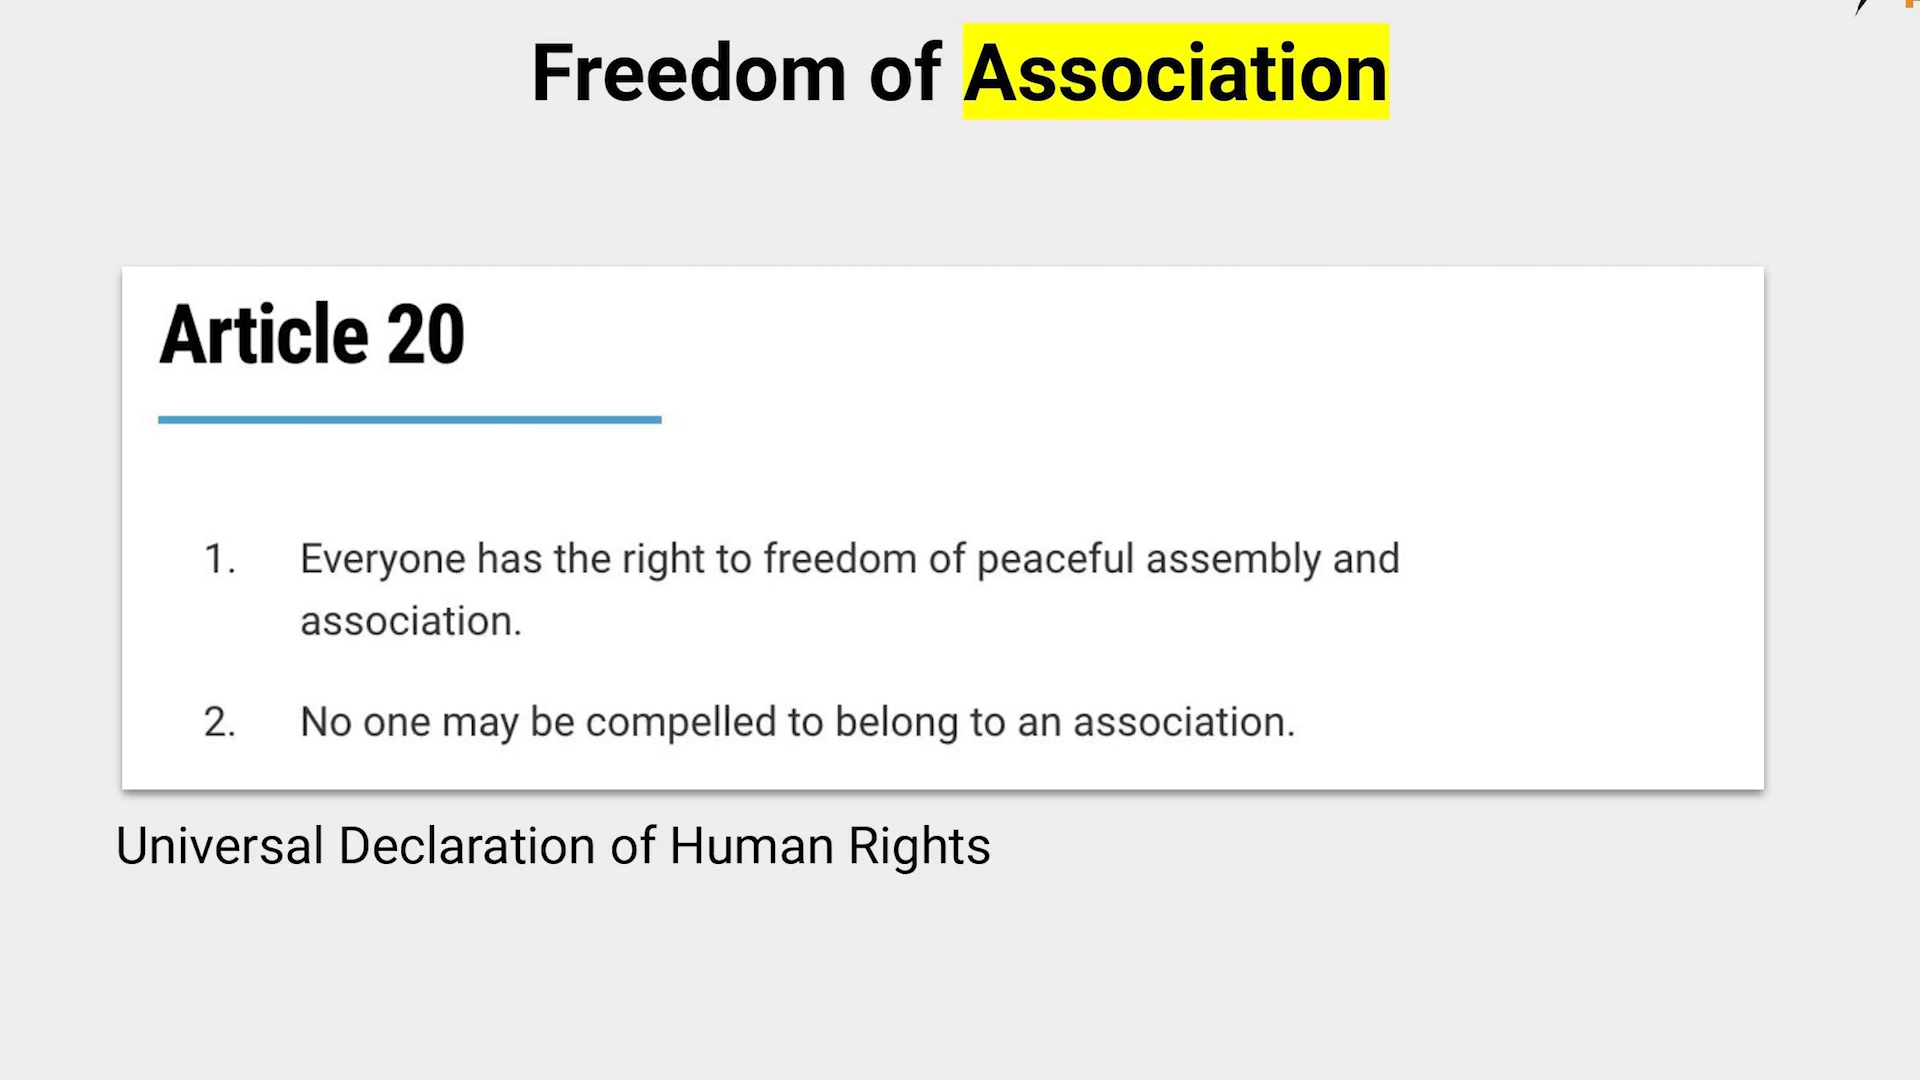 Freedom of Association
Article 20
1. Everyone has the right to freedom of peaceful assembly and
association.
2. No one may be compelled to belong to an association.
Universal Declaration of Human Rights